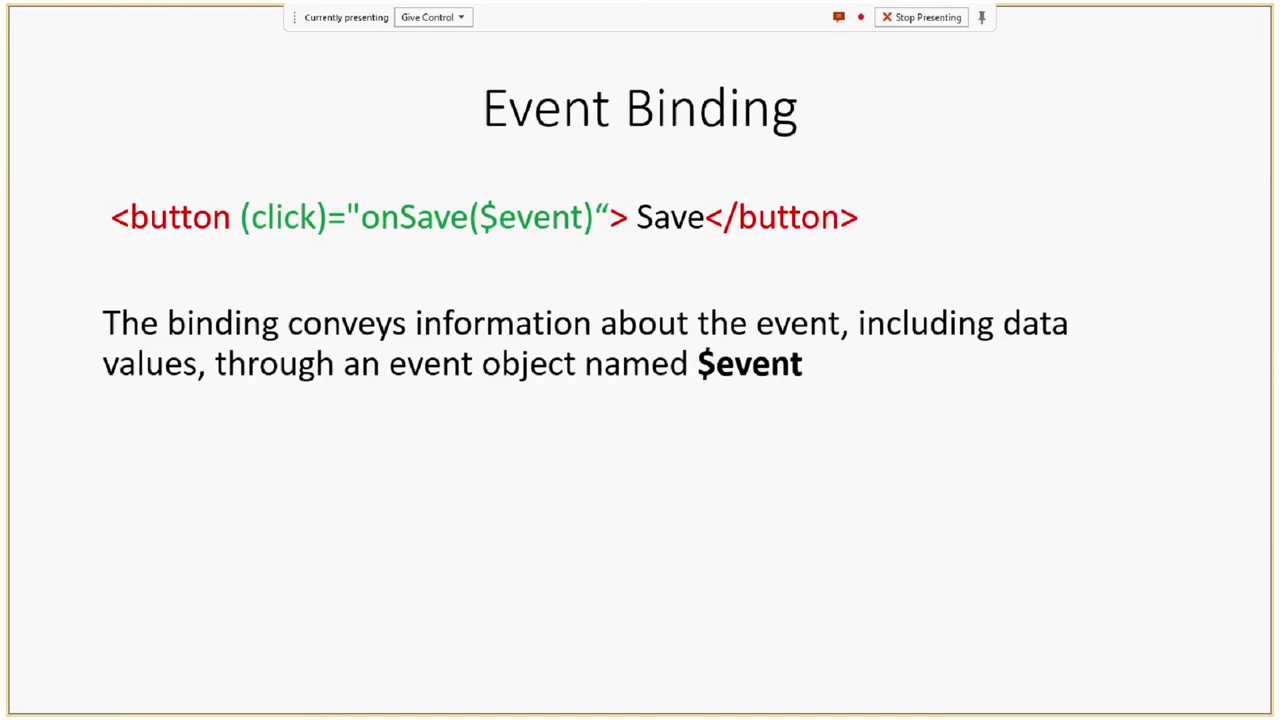 Currently presenting Give Control Stop Presenting
Event Binding
<button (click)="onSave($event)“> Save</button>
The binding conveys information about the event, including data
values, through an event object named $event